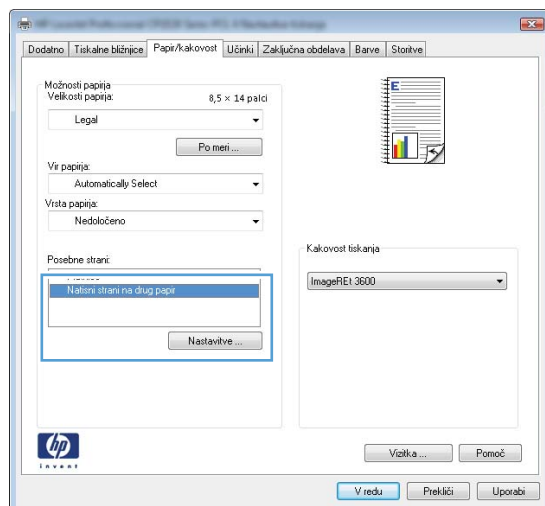 Dodatno Tiskalne bližnjice Papir/kakovost Učinki Zaključna obdelava Barve Storitve
Možnosti papirja
Velikosti papirja: 8,5 × 14 palci
Legal
Po meri ...
Vir papirja:
Automatically Select
Vrsta papirja:
Nedoločeno
Posebne strani:
Natisni strani na drug papir
Nastavitve ...
E
Kakovost tiskanja
ImageREt 3600
hp
invent
Vizitka ... Pomoč
V redu Prekliči Uporabi